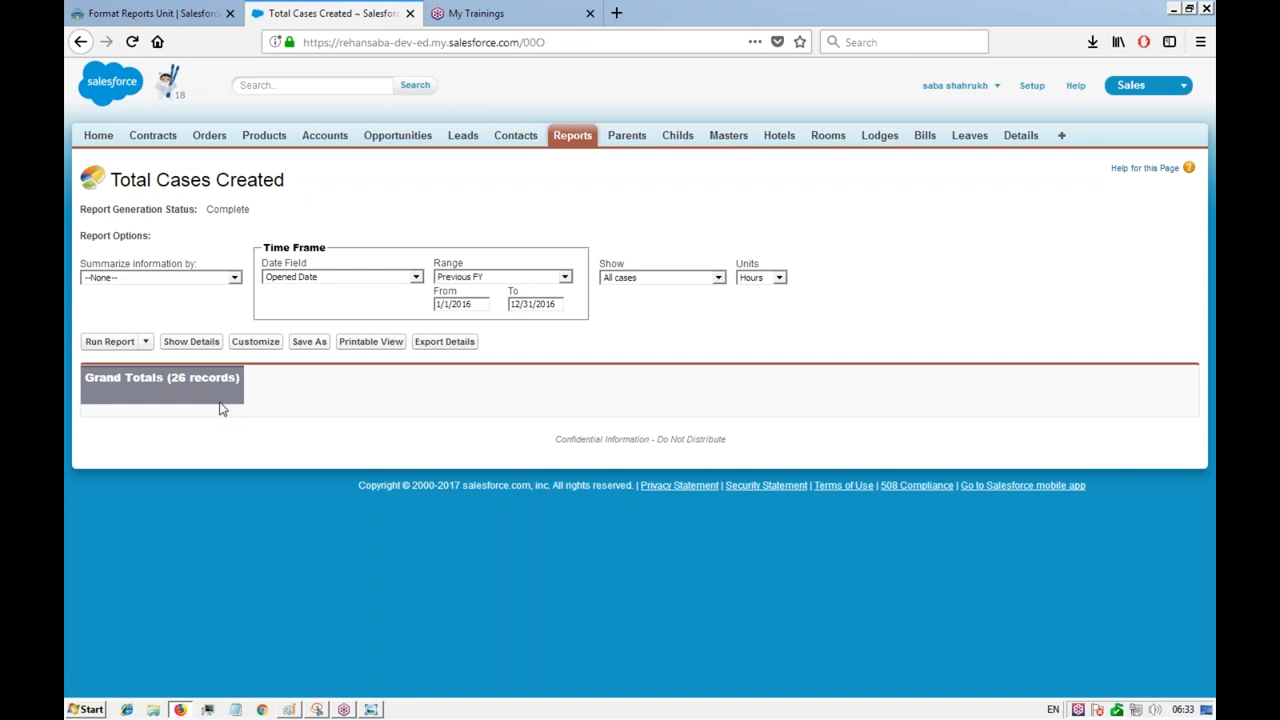 Format Reports Unit | Salesforc
Total Cases Created ~ Salesforc
My Trainings
https://rehansaba-dev-ed.my.salesforce.com/00O
Search
salesforce
18
Search...
Search
saba shahrukh
Setup
Help
Sales
Home
Contracts
Orders
Products
Accounts
Opportunities
Leads
Contacts
Reports
Parents
Childs
Masters
Hotels
Rooms
Lodges
Bills
Leaves
Details
Total Cases Created
Help for this Page
Report Generation Status: Complete
Report Options:
Summarize information by:
--None--
Time Frame
Date Field
Opened Date
Range
Previous FY
From
1/1/2016
To
12/31/2016
Show
All cases
Units
Hours
Run Report
Show Details
Customize
Save As
Printable View
Export Details
Grand Totals (26 records)
Confidential Information - Do Not Distribute
Copyright © 2000-2017 salesforce.com, inc. All rights reserved. | Privacy Statement | Security Statement | Terms of Use | 508 Compliance | Go to Salesforce mobile app
Start
EN
06:33